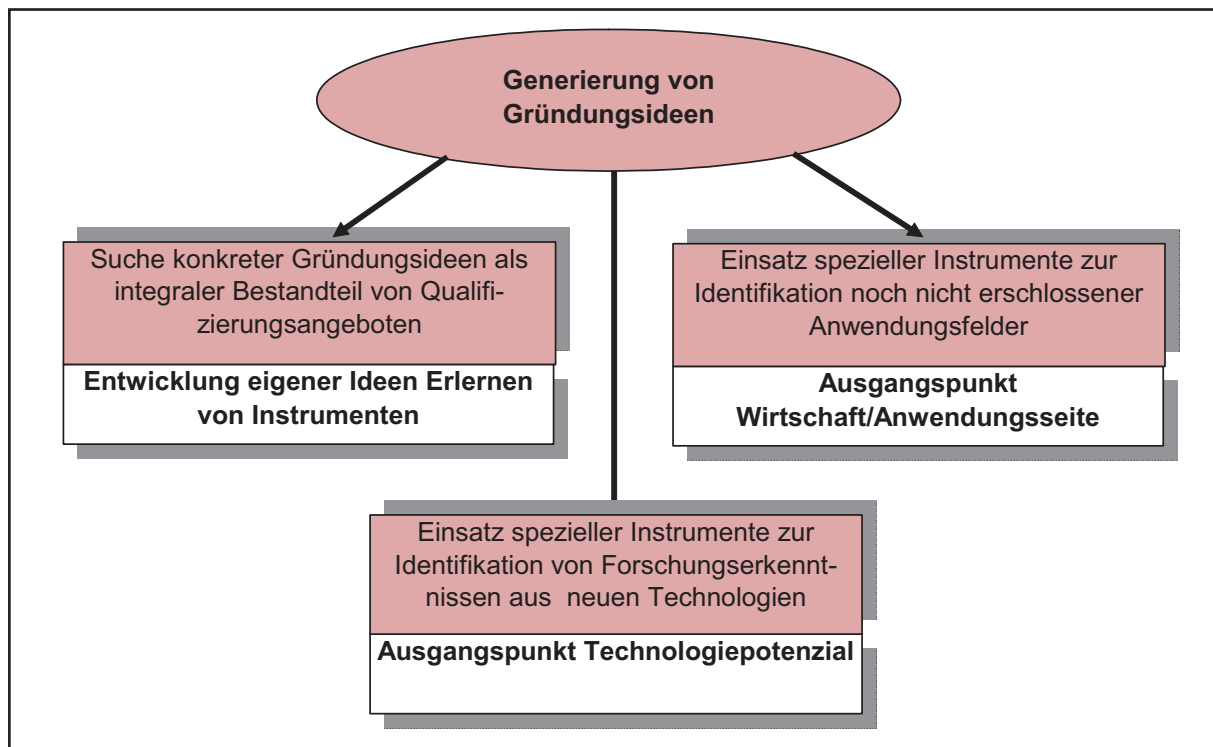 Generierung von
Gründungsideen
Suche konkreter Gründungsideen als
integraler Bestandteil von Qualifi-
zierungsangeboten
Entwicklung eigener Ideen Erlernen
von Instrumenten
Einsatz spezieller Instrumente zur
Identifikation noch nicht erschlossener
Anwendungsfelder
Ausgangspunkt
Wirtschaft/Anwendungsseite
Einsatz spezieller Instrumente zur
Identifikation von Forschungserkennt-
nissen aus  neuen Technologien
Ausgangspunkt Technologiepotenzial